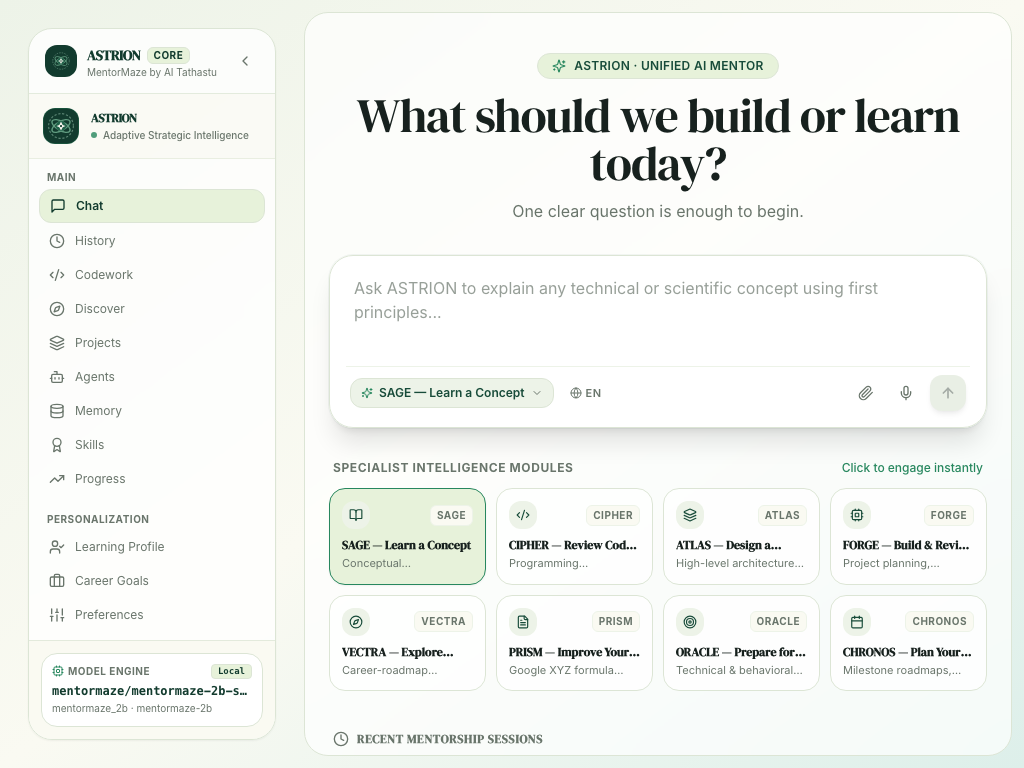 ASTRION CORE
MentorMaze by AI Tathastu
ASTRION
Adaptive Strategic Intelligence
MAIN
Chat
History
Codework
Discover
Projects
Agents
Memory
Skills
Progress
PERSONALIZATION
Learning Profile
Career Goals
Preferences
MODEL ENGINE Local
mentormaze/mentormaze-2b-s…
mentormaze_2b · mentormaze-2b
ASTRION · UNIFIED AI MENTOR
What should we build or learn
today?
One clear question is enough to begin.
Ask ASTRION to explain any technical or scientific concept using first
principles...
SAGE — Learn a Concept
EN
SPECIALIST INTELLIGENCE MODULES
Click to engage instantly
SAGE
SAGE — Learn a Concept
Conceptual…
CIPHER
CIPHER — Review Cod…
Programming…
ATLAS
ATLAS — Design a…
High-level architecture…
FORGE
FORGE — Build & Revi…
Project planning,…
VECTRA
VECTRA — Explore…
Career-roadmap…
PRISM
PRISM — Improve Your…
Google XYZ formula…
ORACLE
ORACLE — Prepare for…
Technical & behavioral…
CHRONOS
CHRONOS — Plan Your…
Milestone roadmaps,…
RECENT MENTORSHIP SESSIONS